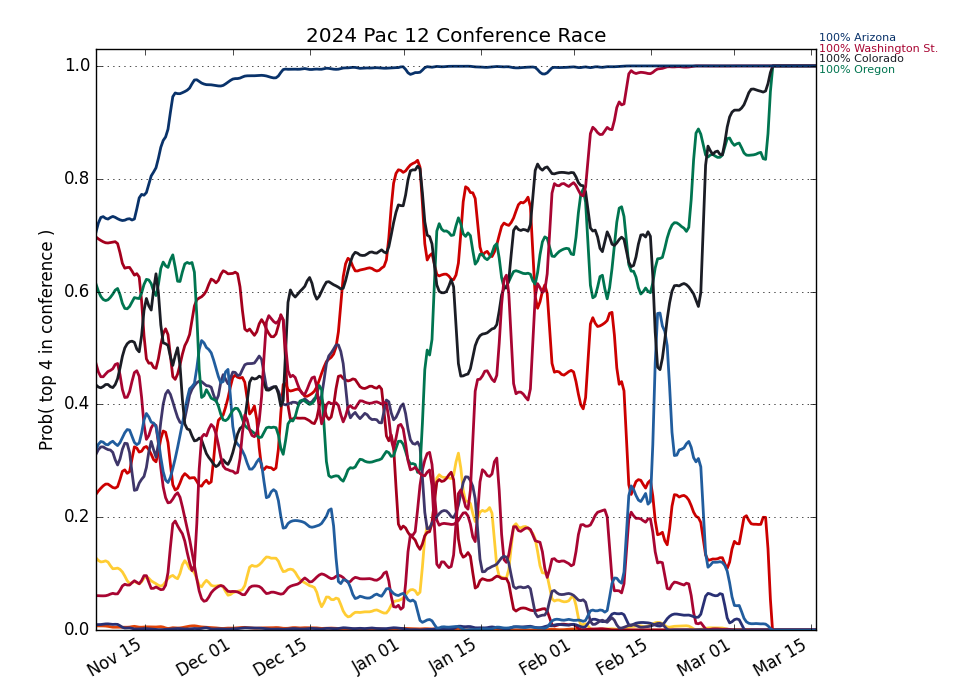 2024 Pac 12 Conference Race
100% Arizona
100% Washington St.
100% Colorado
100% Oregon
1.0
0.8
0.6
0.4
0.2
0.0
Prob( top 4 in conference )
Nov 15
Dec 01
Dec 15
Jan 01
Jan 15
Feb 01
Feb 15
Mar 01
Mar 15